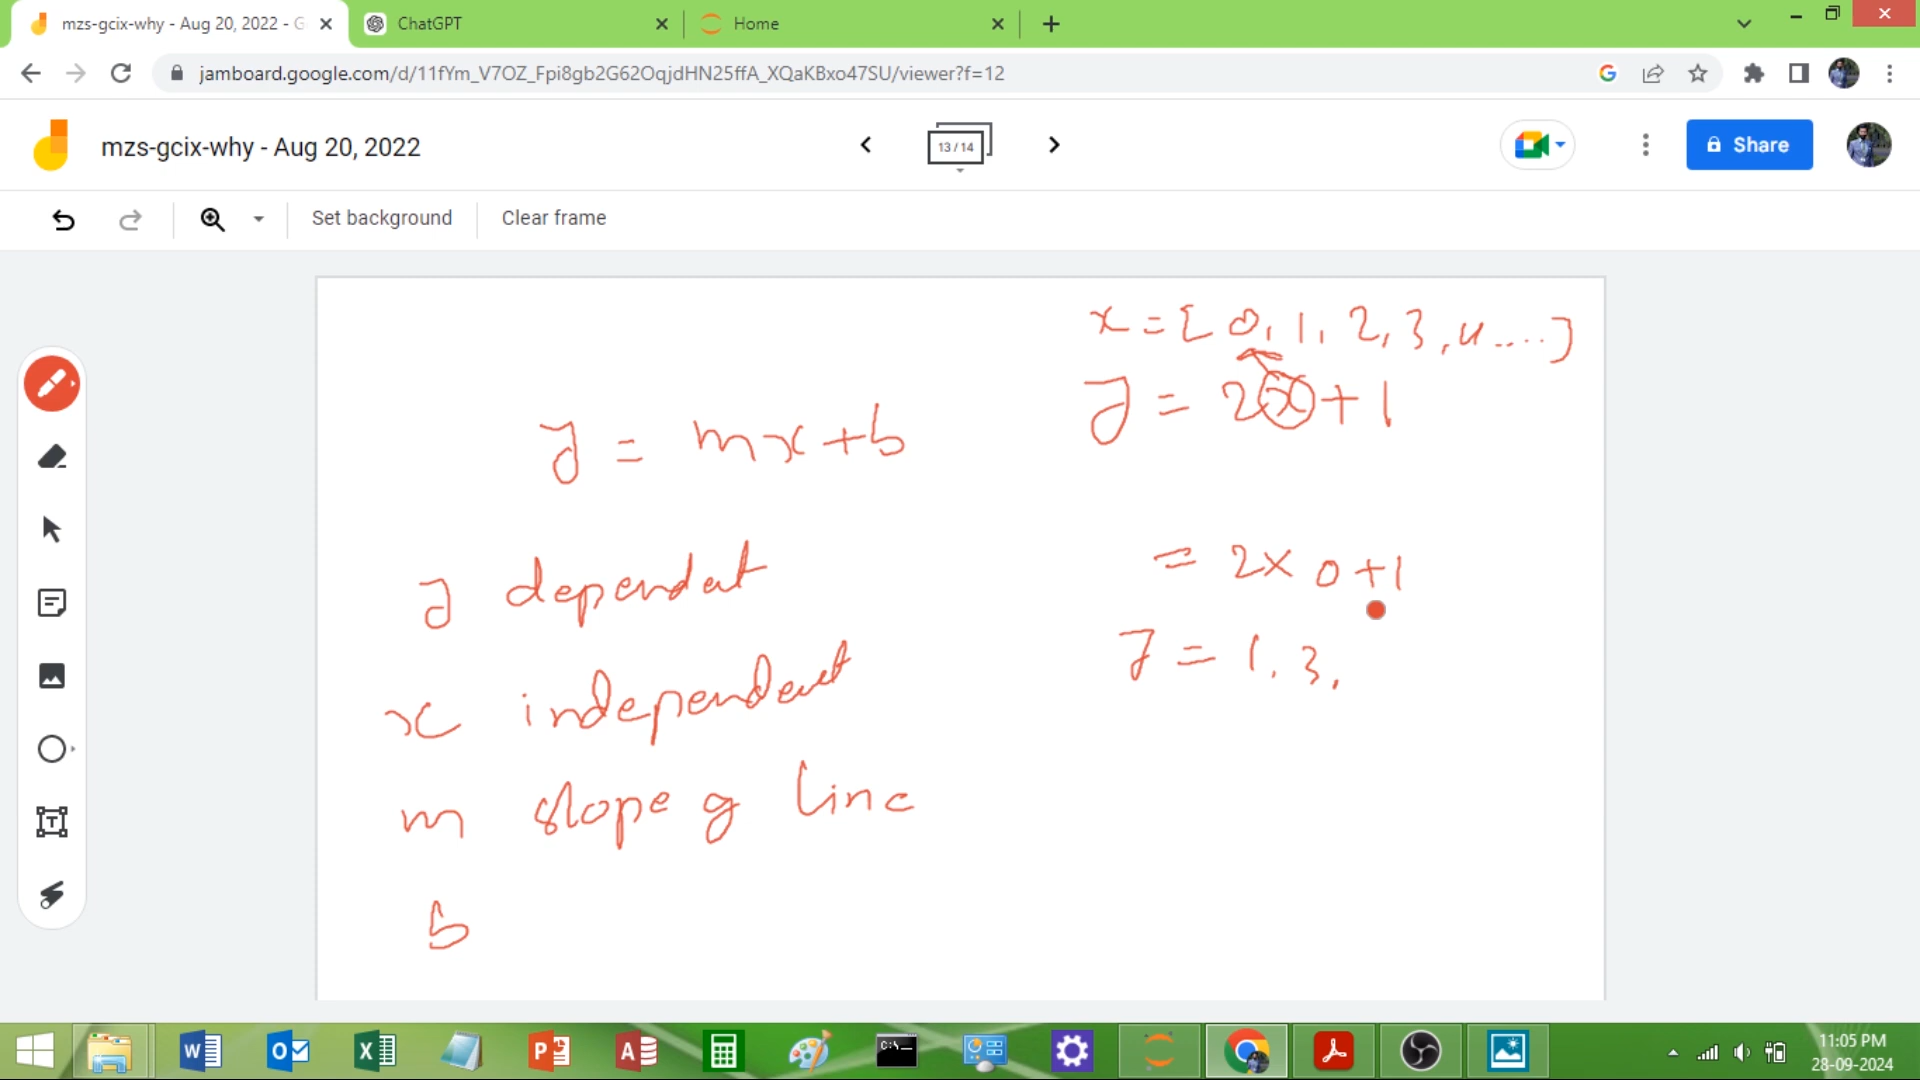 mzs-gcix-why - Aug 20, 2022 - G
ChatGPT
Home
jamboard.google.com/d/11fYm_V7OZ_Fpi8gb2G62OqjdHN25ffA_XQaKBxo47SU/viewer?f=12
mzs-gcix-why - Aug 20, 2022
13 / 14
Share
Set background
Clear frame
x = [ 0, 1, 2, 3, 4 .... ]
y = 2x + 1
y = mx + b
= 2 x 0 + 1
y = 1, 3,
y dependat
x independent
m slope of line
b
11:05 PM
28-09-2024